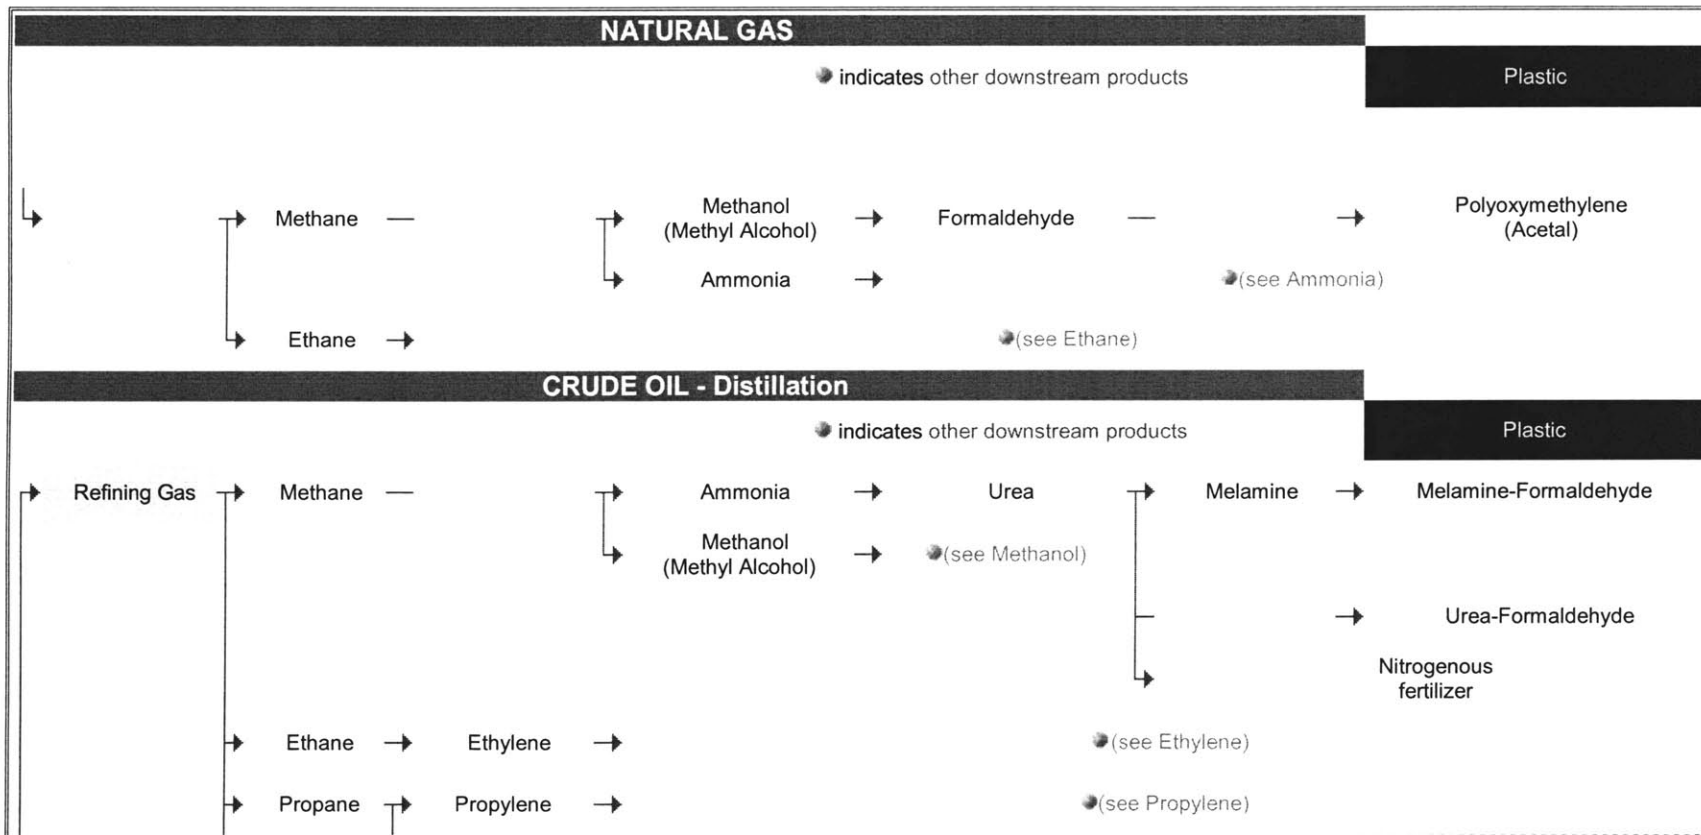 NATURAL GAS
indicates other downstream products
Plastic
Methane
Methanol
(Methyl Alcohol)
Formaldehyde
Polyoxymethylene
(Acetal)
Ammonia
(see Ammonia)
Ethane
(see Ethane)
CRUDE OIL - Distillation
indicates other downstream products
Plastic
Refining Gas
Methane
Ammonia
Urea
Melamine
Melamine-Formaldehyde
Methanol
(Methyl Alcohol)
(see Methanol)
Urea-Formaldehyde
Nitrogenous
fertilizer
Ethane
Ethylene
(see Ethylene)
Propane
Propylene
(see Propylene)